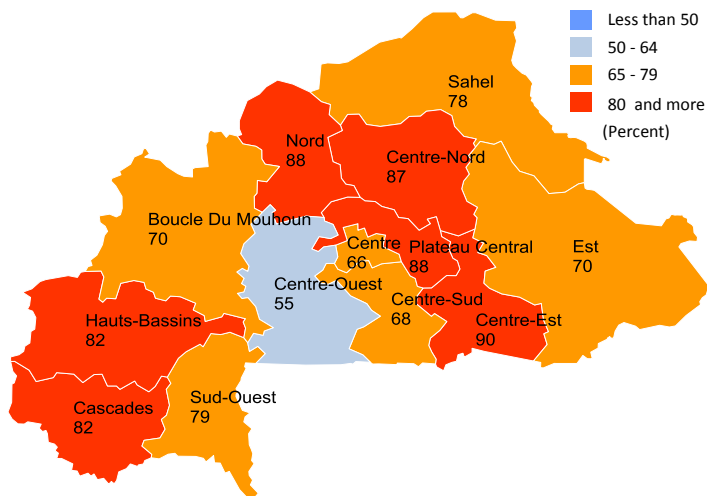 Less than 50
50 - 64
65 - 79
80 and more
(Percent)
Sahel
78
Nord
88
Centre-Nord
87
Boucle Du Mouhoun
70
Centre
66
Plateau Central
88
Est
70
Centre-Ouest
55
Centre-Sud
68
Hauts-Bassins
82
Centre-Est
90
Sud-Ouest
79
Cascades
82